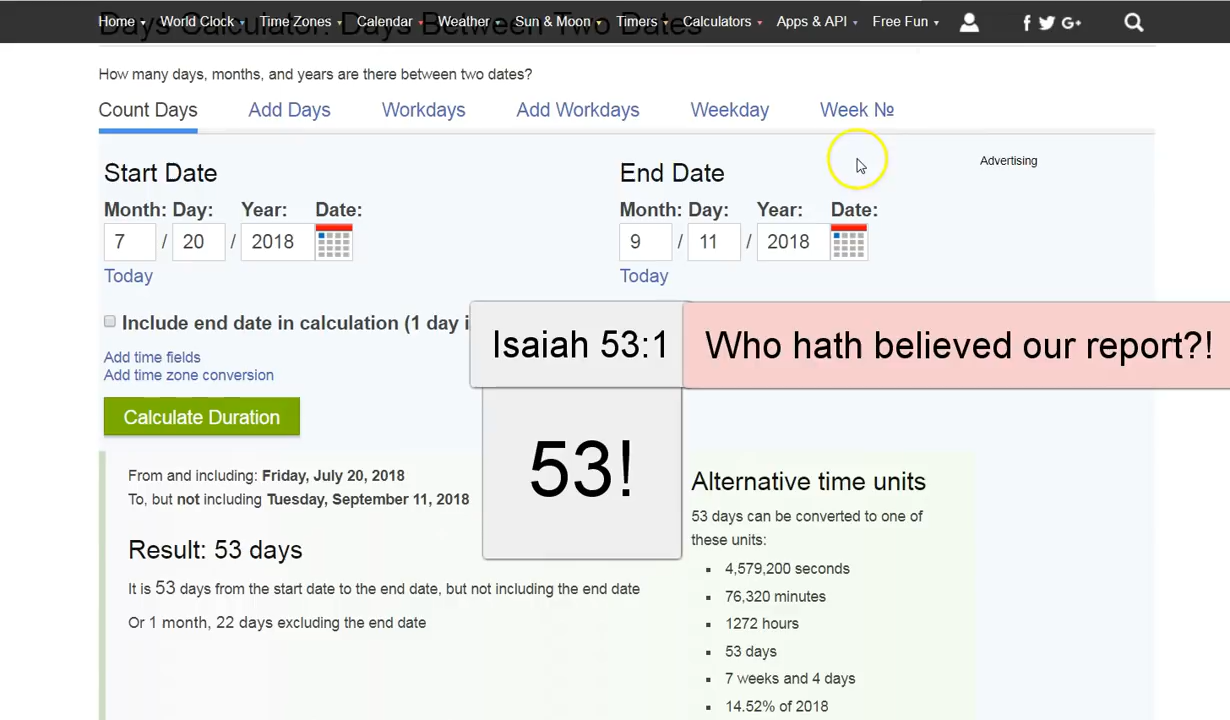 Home World Clock Time Zones Calendar Weather Sun & Moon Timers Calculators Apps & API Free Fun
Days Calculator: Days Between Two Dates
How many days, months, and years are there between two dates?
Count Days Add Days Workdays Add Workdays Weekday Week №
Advertising
Start Date
Month: Day: Year: Date:
7 / 20 / 2018
Today
End Date
Month: Day: Year: Date:
9 / 11 / 2018
Today
Include end date in calculation (1 day i
Isaiah 53:1 Who hath believed our report?!
Add time fields
Add time zone conversion
Calculate Duration
53!
From and including: Friday, July 20, 2018
To, but not including Tuesday, September 11, 2018
Result: 53 days
It is 53 days from the start date to the end date, but not including the end date
Or 1 month, 22 days excluding the end date
Alternative time units
53 days can be converted to one of
these units:
4,579,200 seconds
76,320 minutes
1272 hours
53 days
7 weeks and 4 days
14.52% of 2018